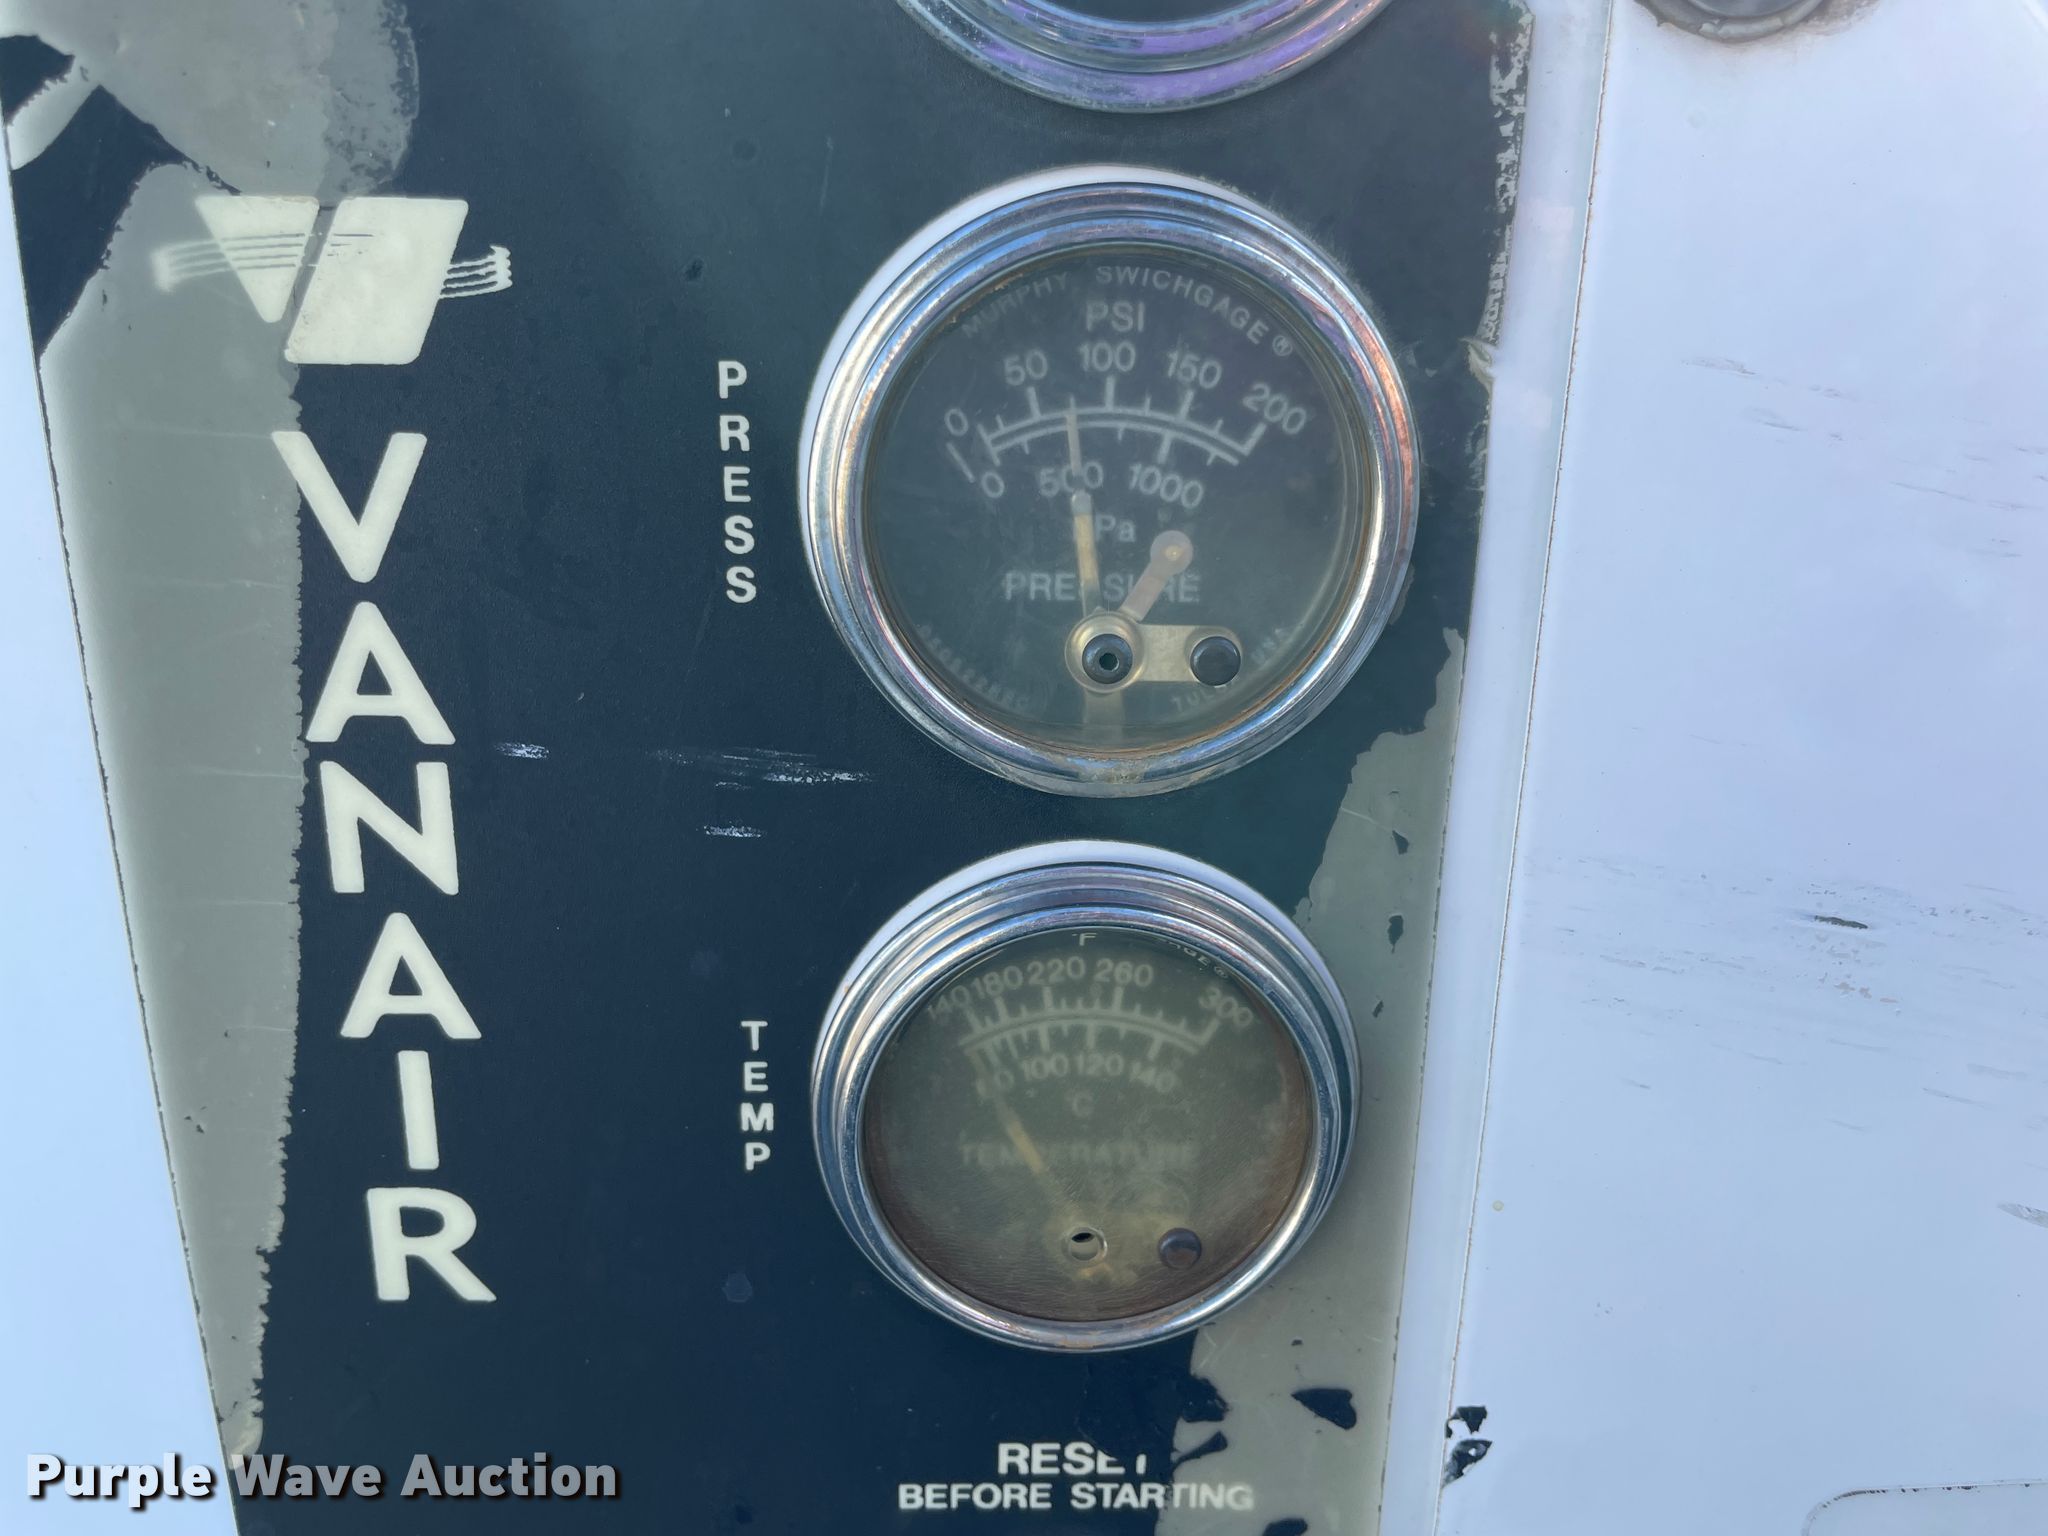 VANAIR
PRESS
MURPHY SWICHGAGE®
PSI
0 50 100 150 200
0 500 1000
PRESSURE
TEMP
°F
140 180 220 260 300
100 120 140
C
TEMPERATURE
RESET
BEFORE STARTING
Purple Wave Auction